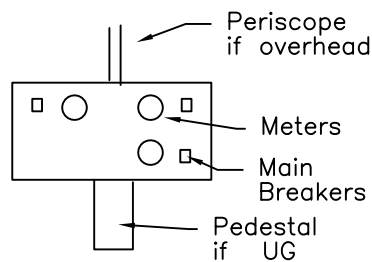 Periscope
if overhead
Meters
Main
Breakers
Pedestal
if UG